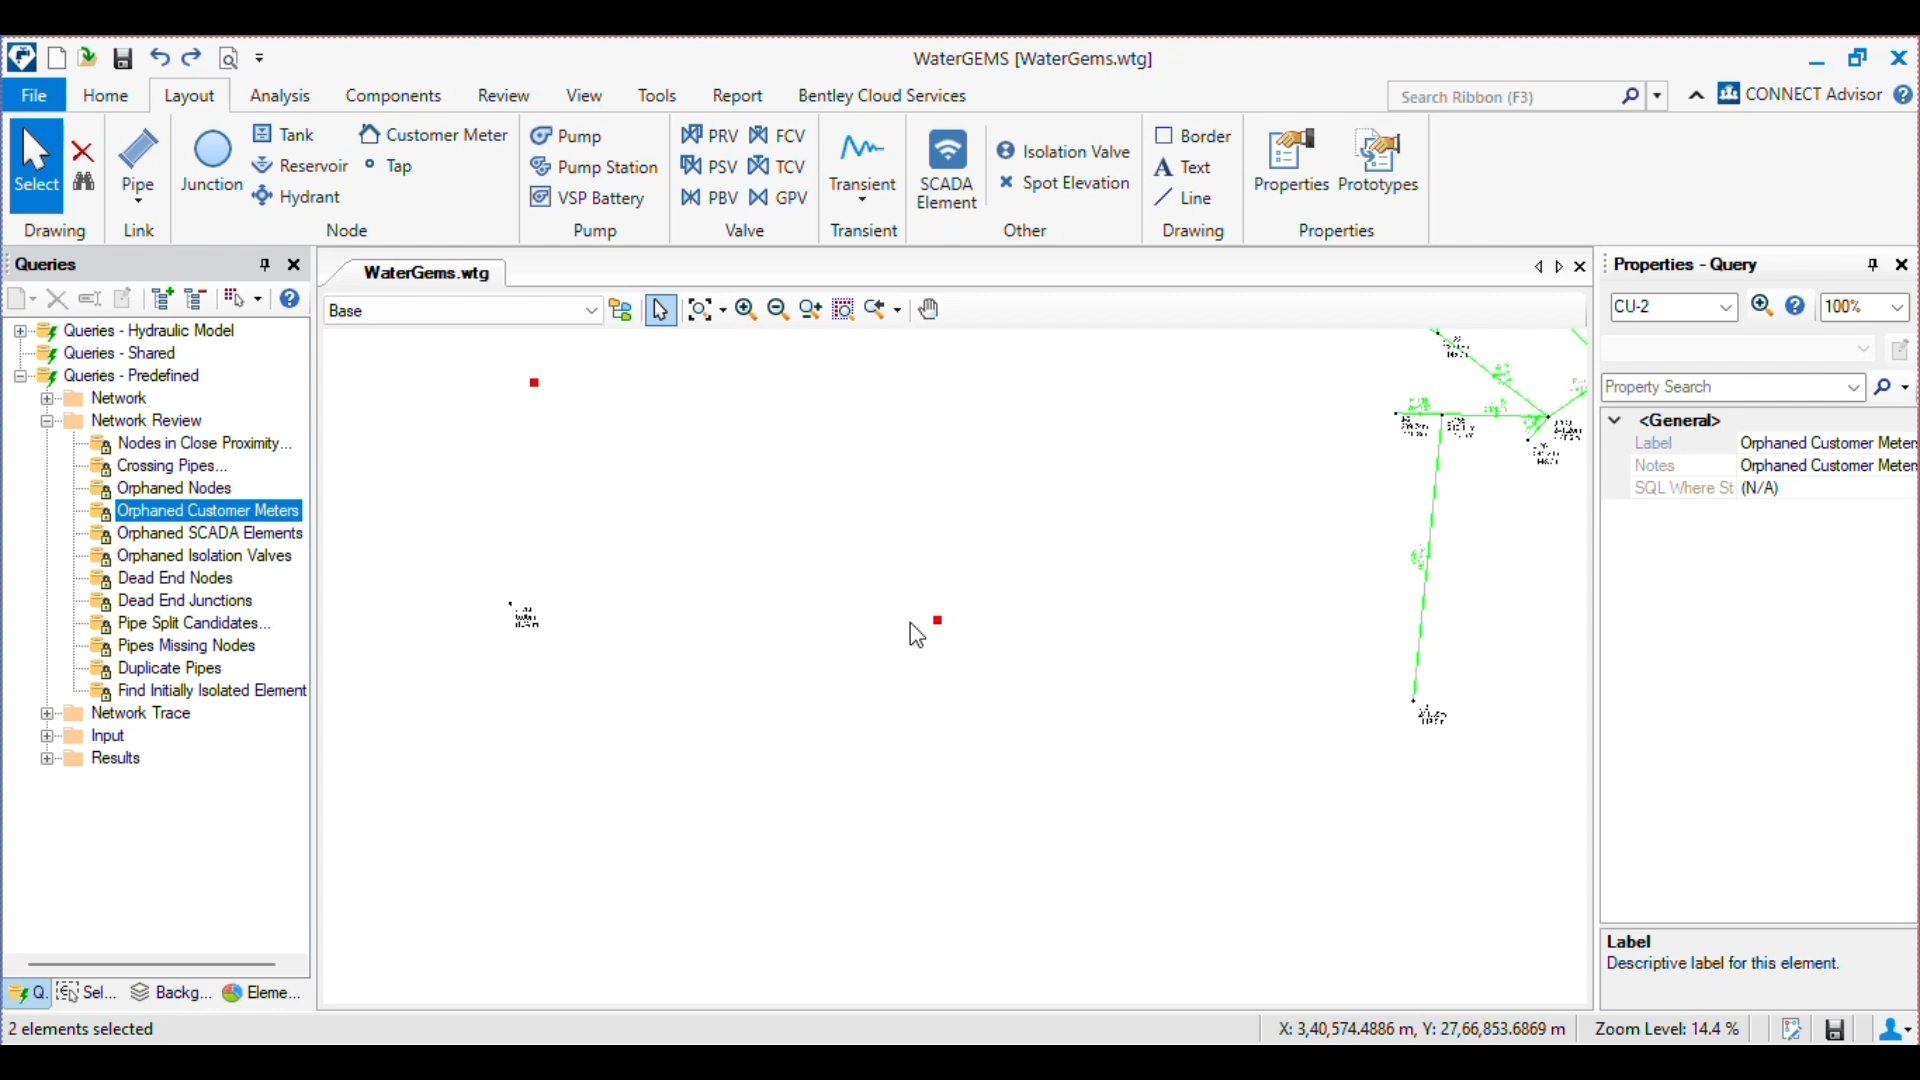 WaterGEMS [WaterGems.wtg]
File Home Layout Analysis Components Review View Tools Report Bentley Cloud Services
Search Ribbon (F3)
CONNECT Advisor
Select
Pipe
Junction
Tank
Reservoir
Hydrant
Customer Meter
Tap
Pump
Pump Station
VSP Battery
PRV FCV
PSV TCV
PBV GPV
Transient
SCADA
Element
Isolation Valve
Spot Elevation
Border
Text
Line
Properties
Prototypes
Drawing Link Node Pump Valve Transient Other Drawing Properties
Queries
Queries - Hydraulic Model
Queries - Shared
Queries - Predefined
Network
Network Review
Nodes in Close Proximity...
Crossing Pipes...
Orphaned Nodes
Orphaned Customer Meters
Orphaned SCADA Elements
Orphaned Isolation Valves
Dead End Nodes
Dead End Junctions
Pipe Split Candidates...
Pipes Missing Nodes
Duplicate Pipes
Find Initially Isolated Element
Network Trace
Input
Results
Q. Sel... Backg... Eleme...
WaterGems.wtg
Base
Properties - Query
CU-2
100%
Property Search
<General>
Label Orphaned Customer Meters
Notes Orphaned Customer Meters
SQL Where St (N/A)
Label
Descriptive label for this element.
2 elements selected
X: 3,40,574.4886 m, Y: 27,66,853.6869 m
Zoom Level: 14.4 %